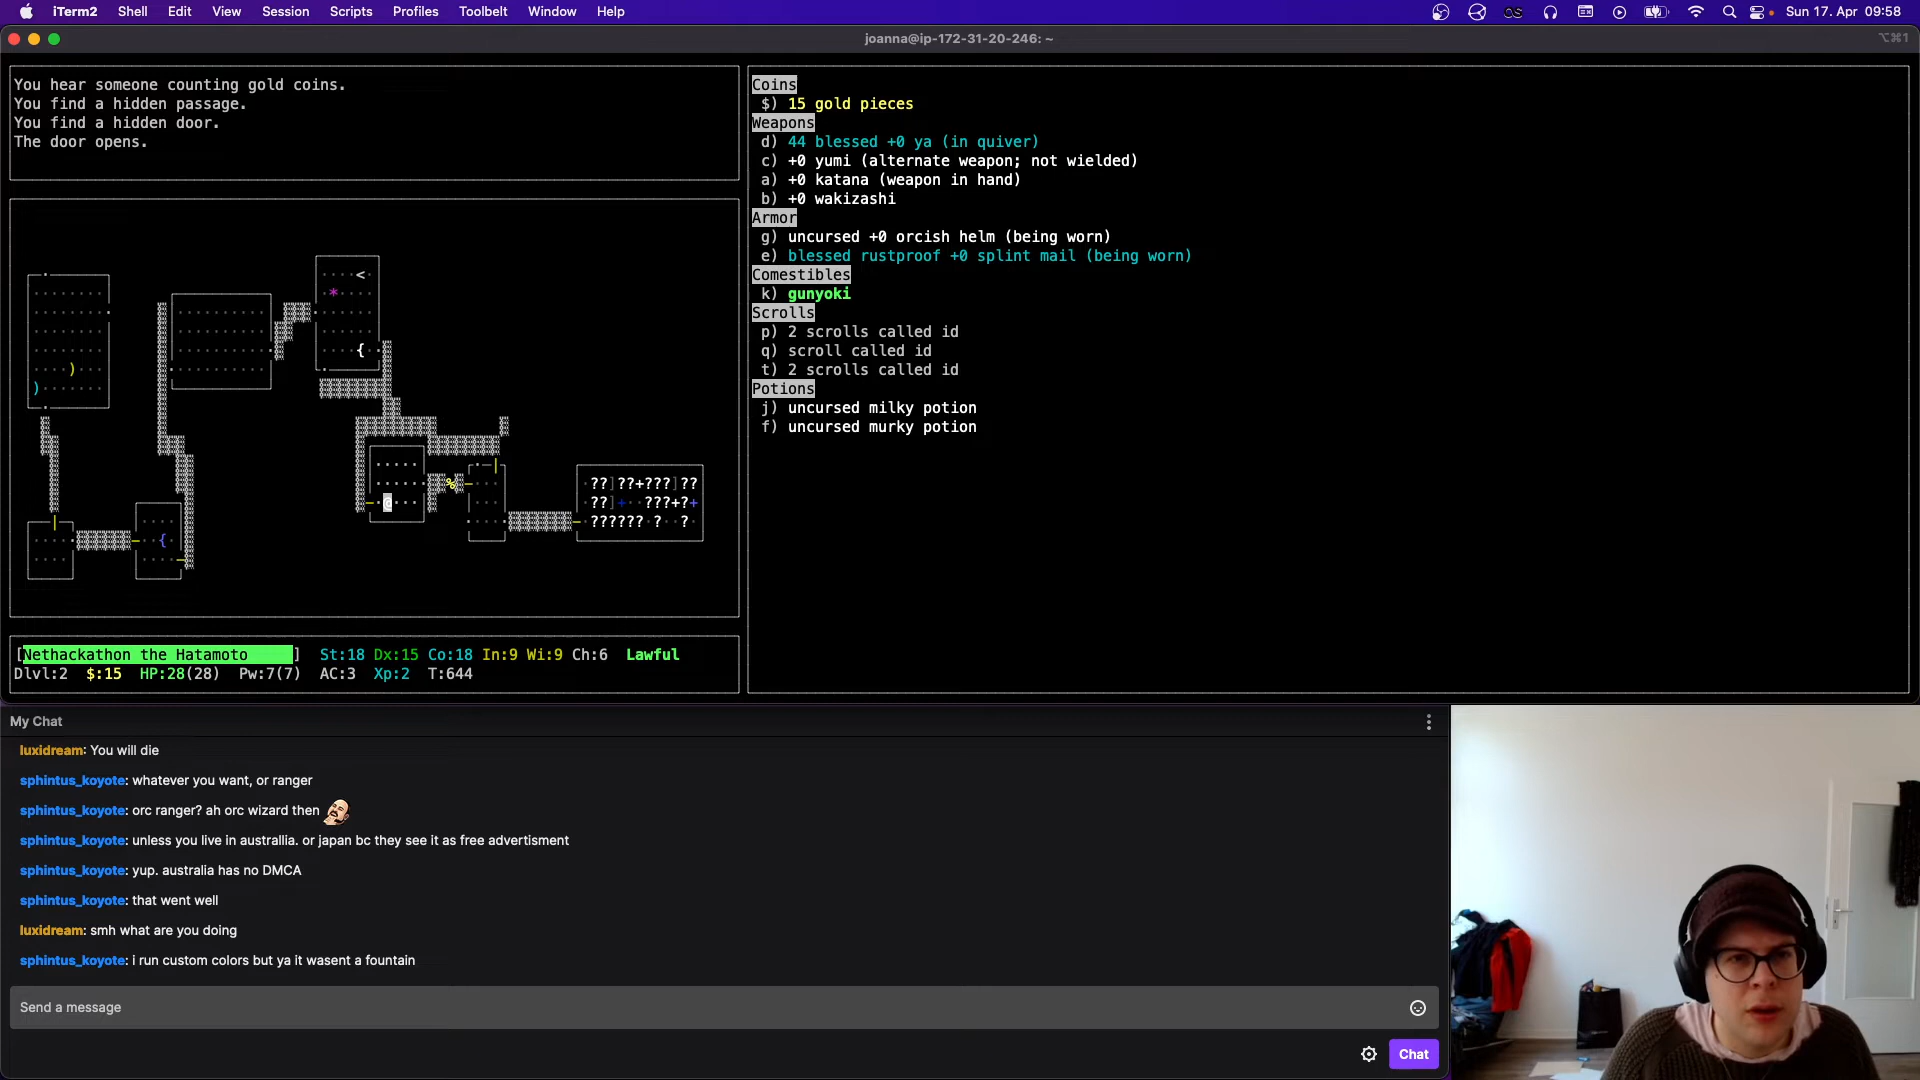 iTerm2 Shell Edit View Session Scripts Profiles Toolbelt Window Help Sun 17. Apr 09:58
joanna@ip-172-31-20-246: ~ ⌥⌘1
You hear someone counting gold coins.
You find a hidden passage.
You find a hidden door.
The door opens.
Coins
$) 15 gold pieces
Weapons
d) 44 blessed +0 ya (in quiver)
c) +0 yumi (alternate weapon; not wielded)
a) +0 katana (weapon in hand)
b) +0 wakizashi
Armor
g) uncursed +0 orcish helm (being worn)
e) blessed rustproof +0 splint mail (being worn)
Comestibles
k) gunyoki
Scrolls
p) 2 scrolls called id
q) scroll called id
t) 2 scrolls called id
Potions
j) uncursed milky potion
f) uncursed murky potion
[Nethackathon the Hatamoto ] St:18 Dx:15 Co:18 In:9 Wi:9 Ch:6 Lawful
Dlvl:2 $:15 HP:28(28) Pw:7(7) AC:3 Xp:2 T:644
My Chat
luxidream: You will die
sphintus_koyote: whatever you want, or ranger
sphintus_koyote: orc ranger? ah orc wizard then
sphintus_koyote: unless you live in australlia. or japan bc they see it as free advertisment
sphintus_koyote: yup. australia has no DMCA
sphintus_koyote: that went well
luxidream: smh what are you doing
sphintus_koyote: i run custom colors but ya it wasent a fountain
Send a message
Chat